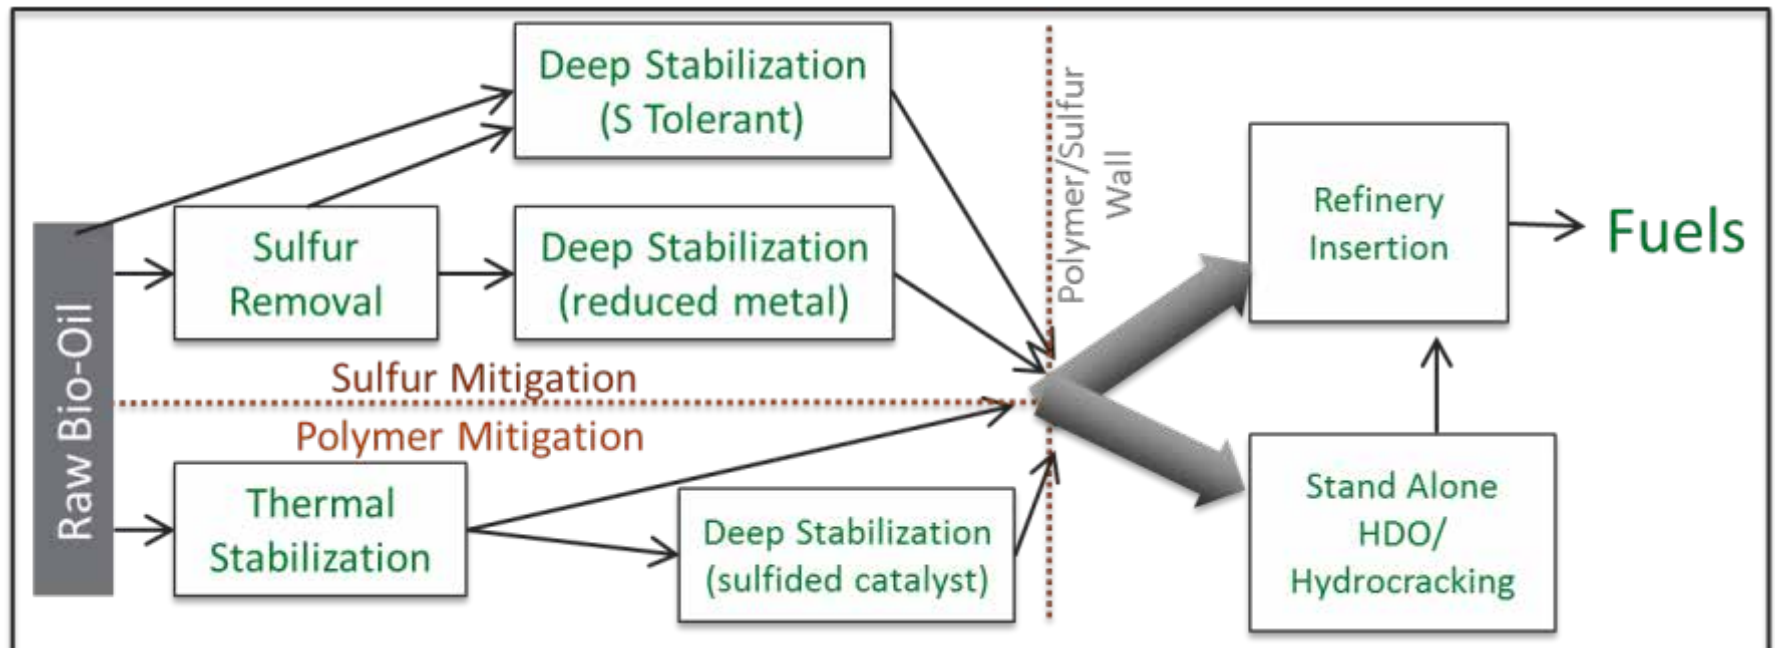 Raw Bio-Oil
Deep Stabilization
(S Tolerant)
Sulfur
Removal
Deep Stabilization
(reduced metal)
Sulfur Mitigation
Polymer Mitigation
Thermal
Stabilization
Deep Stabilization
(sulfided catalyst)
Polymer/Sulfur
Wall
Refinery
Insertion
Fuels
Stand Alone
HDO/
Hydrocracking